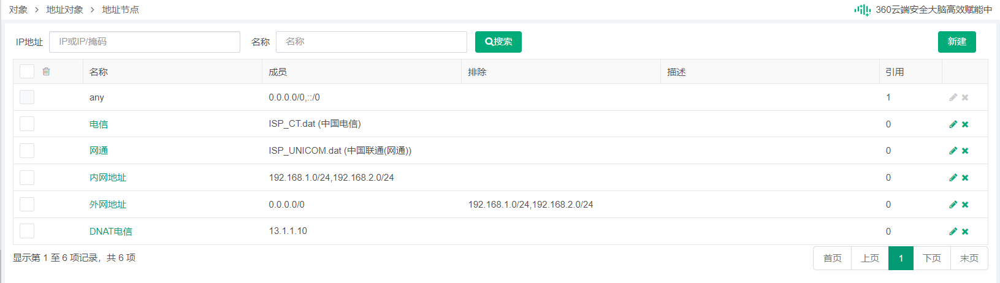 对象 > 地址对象 > 地址节点
360云端安全大脑高效赋能中
IP地址 IP或IP/掩码 名称 名称 搜索 新建
名称 成员 排除 描述 引用
any 0.0.0.0/0,::/0 1
电信 ISP_CT.dat (中国电信) 0
网通 ISP_UNICOM.dat (中国联通(网通)) 0
内网地址 192.168.1.0/24,192.168.2.0/24 0
外网地址 0.0.0.0/0 192.168.1.0/24,192.168.2.0/24 0
DNAT电信 13.1.1.10 0
显示第 1 至 6 项记录，共 6 项 首页 上页 1 下页 末页